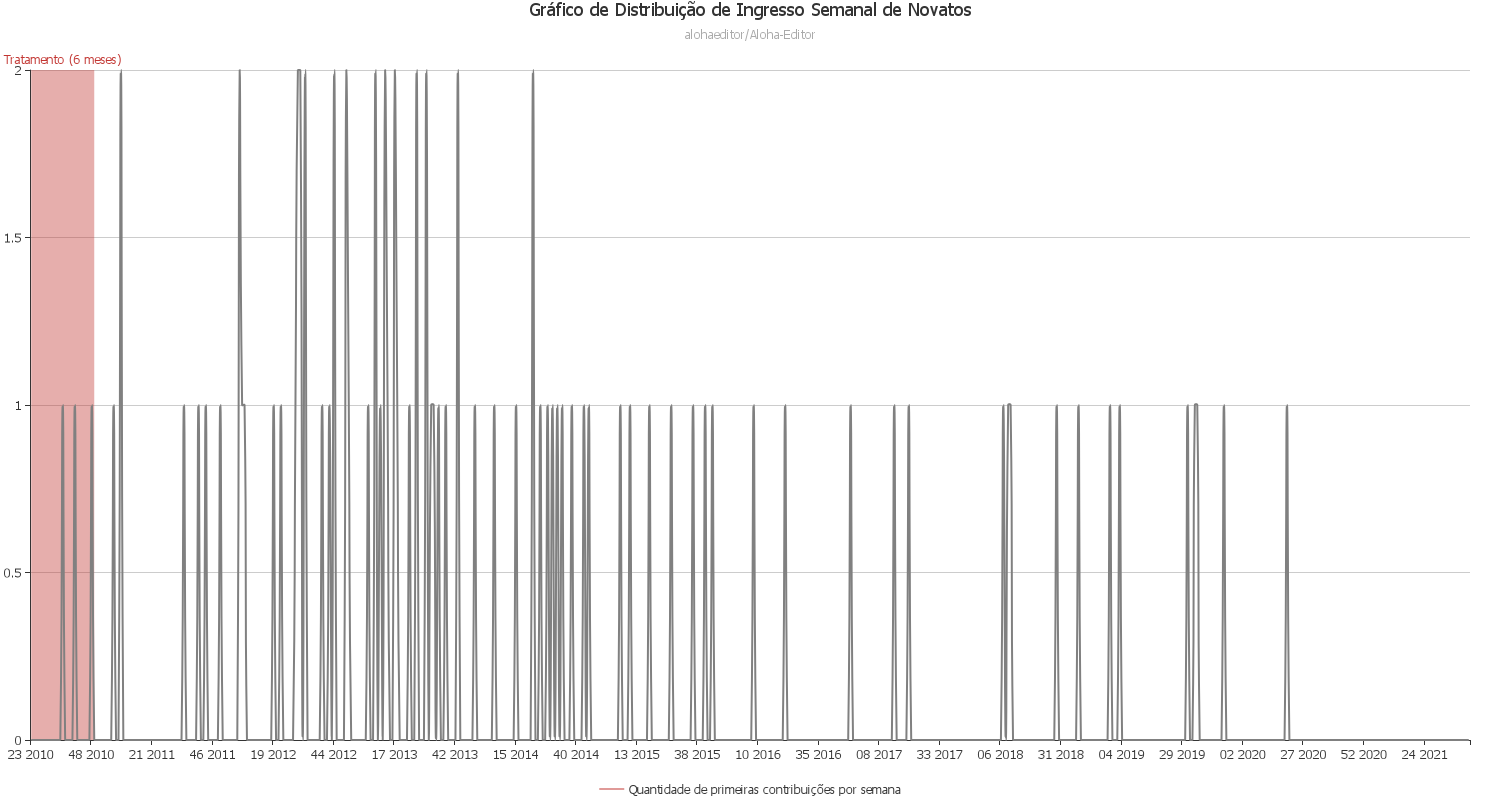 Gráfico de Distribuição de Ingresso Semanal de Novatos
alohaeditor/Aloha-Editor
Tratamento (6 meses)
2
1.5
1
0.5
0
23 2010 48 2010 21 2011 46 2011 19 2012 44 2012 17 2013 42 2013 15 2014 40 2014 13 2015 38 2015 10 2016 35 2016 08 2017 33 2017 06 2018 31 2018 04 2019 29 2019 02 2020 27 2020 52 2020 24 2021
Quantidade de primeiras contribuições por semana